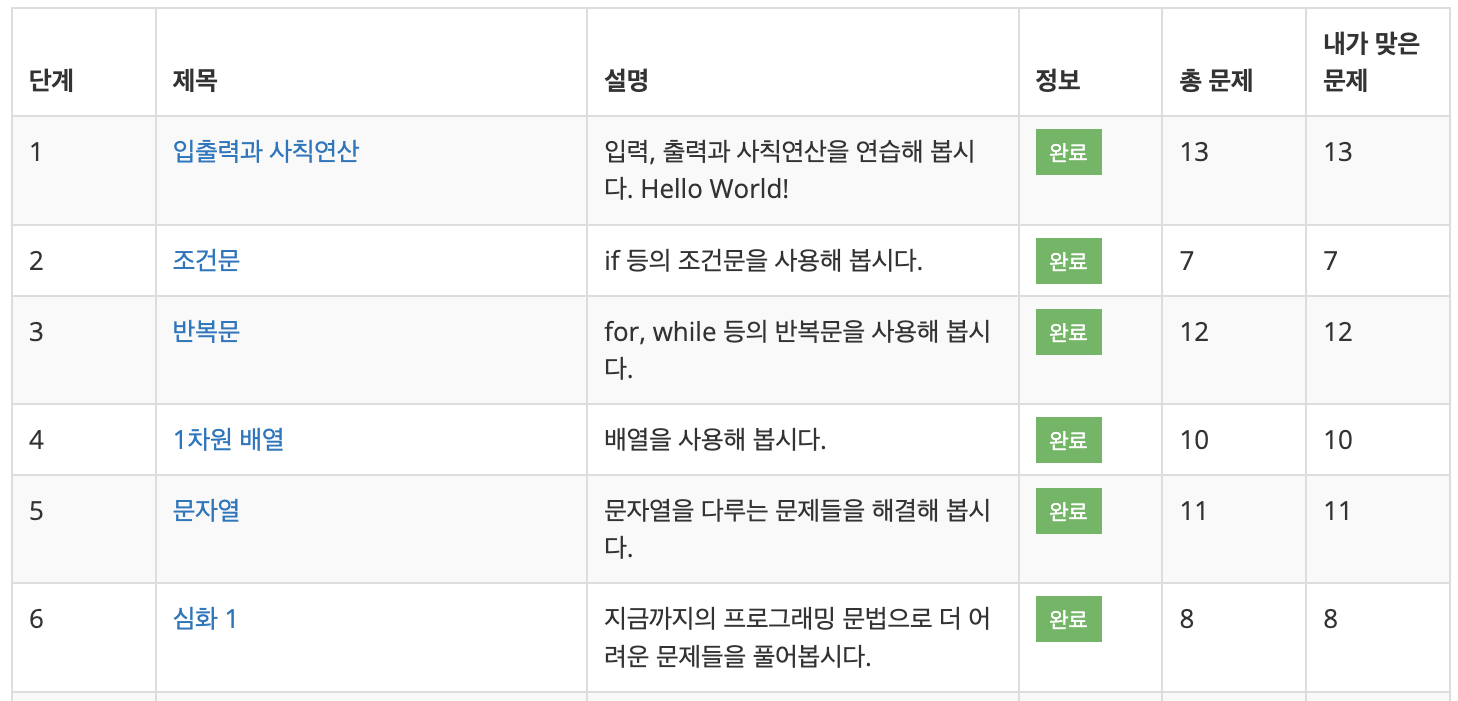 단계 제목 설명 정보 총 문제 내가 맞은
문제
1 입출력과 사칙연산 입력, 출력과 사칙연산을 연습해 봅시 완료 13 13
다. Hello World!
2 조건문 if 등의 조건문을 사용해 봅시다. 완료 7 7
3 반복문 for, while 등의 반복문을 사용해 봅시 완료 12 12
다.
4 1차원 배열 배열을 사용해 봅시다. 완료 10 10
5 문자열 문자열을 다루는 문제들을 해결해 봅시 완료 11 11
다.
6 심화 1 지금까지의 프로그래밍 문법으로 더 어 완료 8 8
려운 문제들을 풀어봅시다.